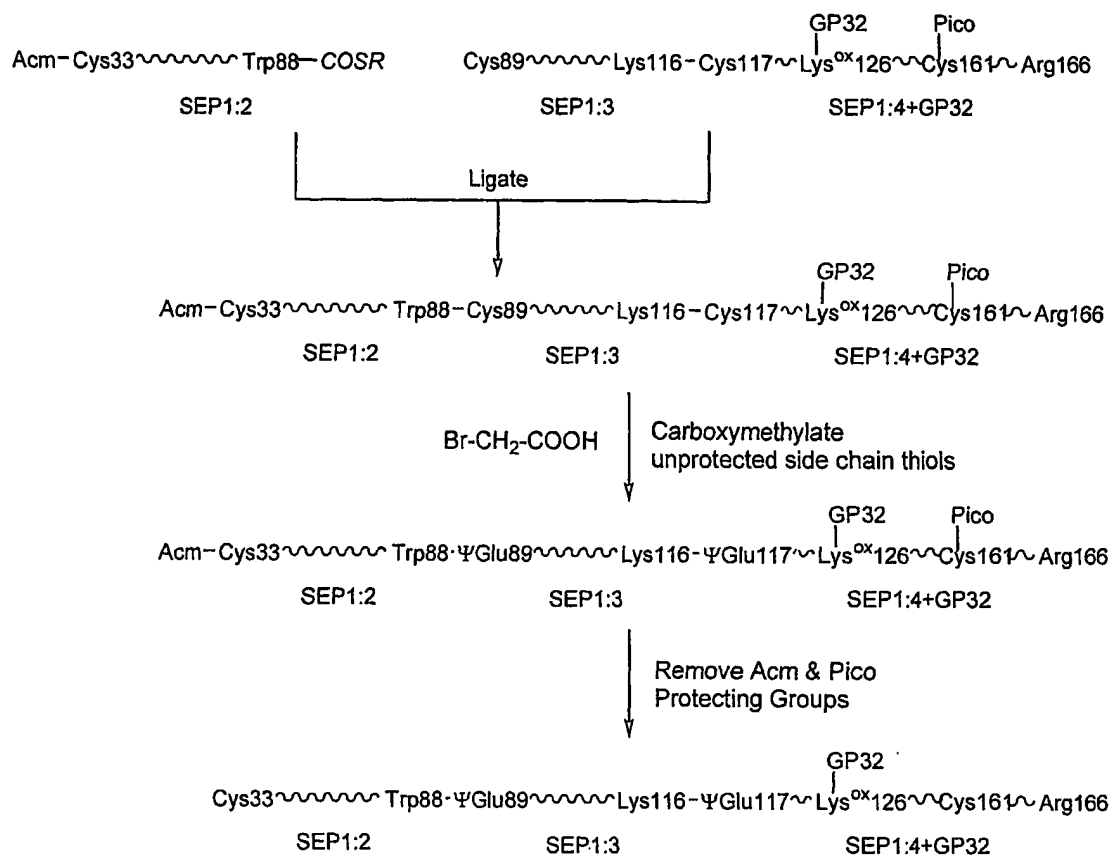 GP32 Pico
Acm–Cys33 Trp88–COSR Cys89 Lys116–Cys117 Lysᵒˣ126 Cys161 Arg166
SEP1:2 SEP1:3 SEP1:4+GP32
Ligate
GP32 Pico
Acm–Cys33 Trp88–Cys89 Lys116–Cys117 Lysᵒˣ126 Cys161 Arg166
SEP1:2 SEP1:3 SEP1:4+GP32
Br-CH₂-COOH Carboxymethylate
unprotected side chain thiols
GP32 Pico
Acm–Cys33 Trp88·ΨGlu89 Lys116–ΨGlu117 Lysᵒˣ126 Cys161 Arg166
SEP1:2 SEP1:3 SEP1:4+GP32
Remove Acm & Pico
Protecting Groups
GP32
Cys33 Trp88·ΨGlu89 Lys116–ΨGlu117 Lysᵒˣ126 Cys161 Arg166
SEP1:2 SEP1:3 SEP1:4+GP32